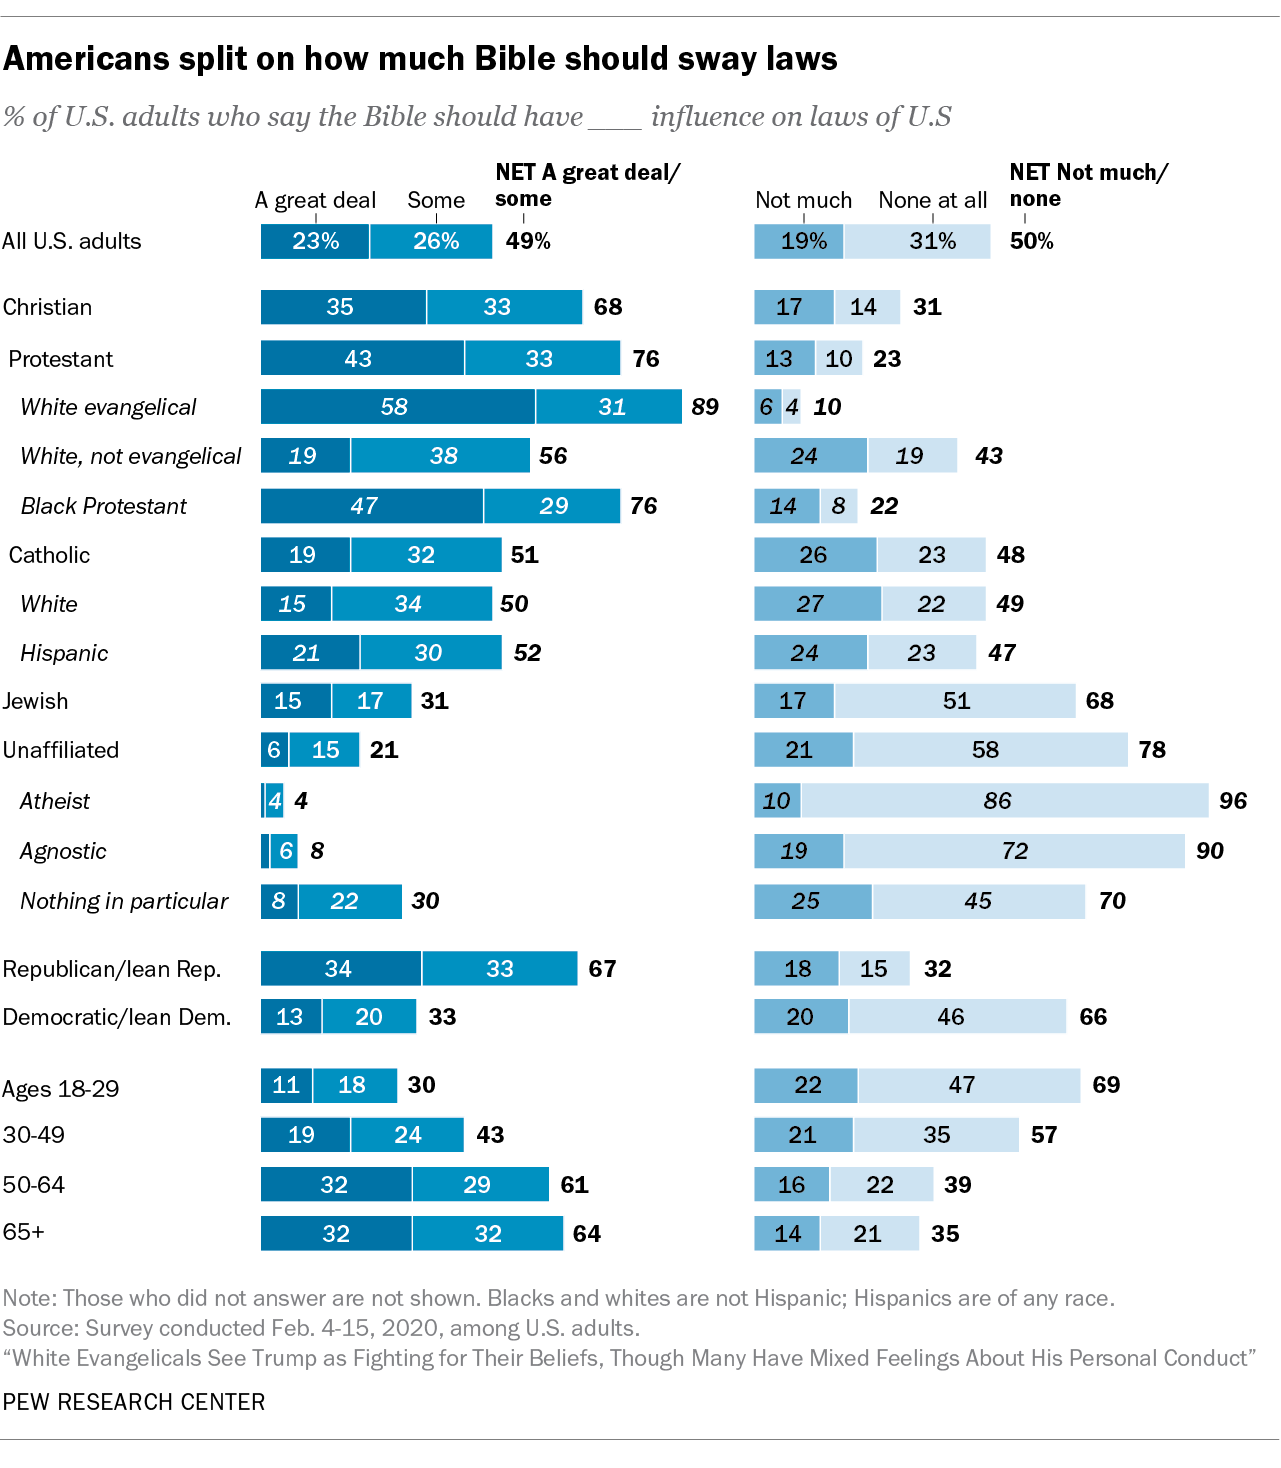 Americans split on how much Bible should sway laws
% of U.S. adults who say the Bible should have ___ influence on laws of U.S
A great deal Some NET A great deal/ some Not much None at all NET Not much/ none
All U.S. adults 23% 26% 49% 19% 31% 50%
Christian 35 33 68 17 14 31
Protestant 43 33 76 13 10 23
White evangelical 58 31 89 6 4 10
White, not evangelical 19 38 56 24 19 43
Black Protestant 47 29 76 14 8 22
Catholic 19 32 51 26 23 48
White 15 34 50 27 22 49
Hispanic 21 30 52 24 23 47
Jewish 15 17 31 17 51 68
Unaffiliated 6 15 21 21 58 78
Atheist 4 4 10 86 96
Agnostic 6 8 19 72 90
Nothing in particular 8 22 30 25 45 70
Republican/lean Rep. 34 33 67 18 15 32
Democratic/lean Dem. 13 20 33 20 46 66
Ages 18-29 11 18 30 22 47 69
30-49 19 24 43 21 35 57
50-64 32 29 61 16 22 39
65+ 32 32 64 14 21 35
Note: Those who did not answer are not shown. Blacks and whites are not Hispanic; Hispanics are of any race.
Source: Survey conducted Feb. 4-15, 2020, among U.S. adults.
“White Evangelicals See Trump as Fighting for Their Beliefs, Though Many Have Mixed Feelings About His Personal Conduct”
PEW RESEARCH CENTER